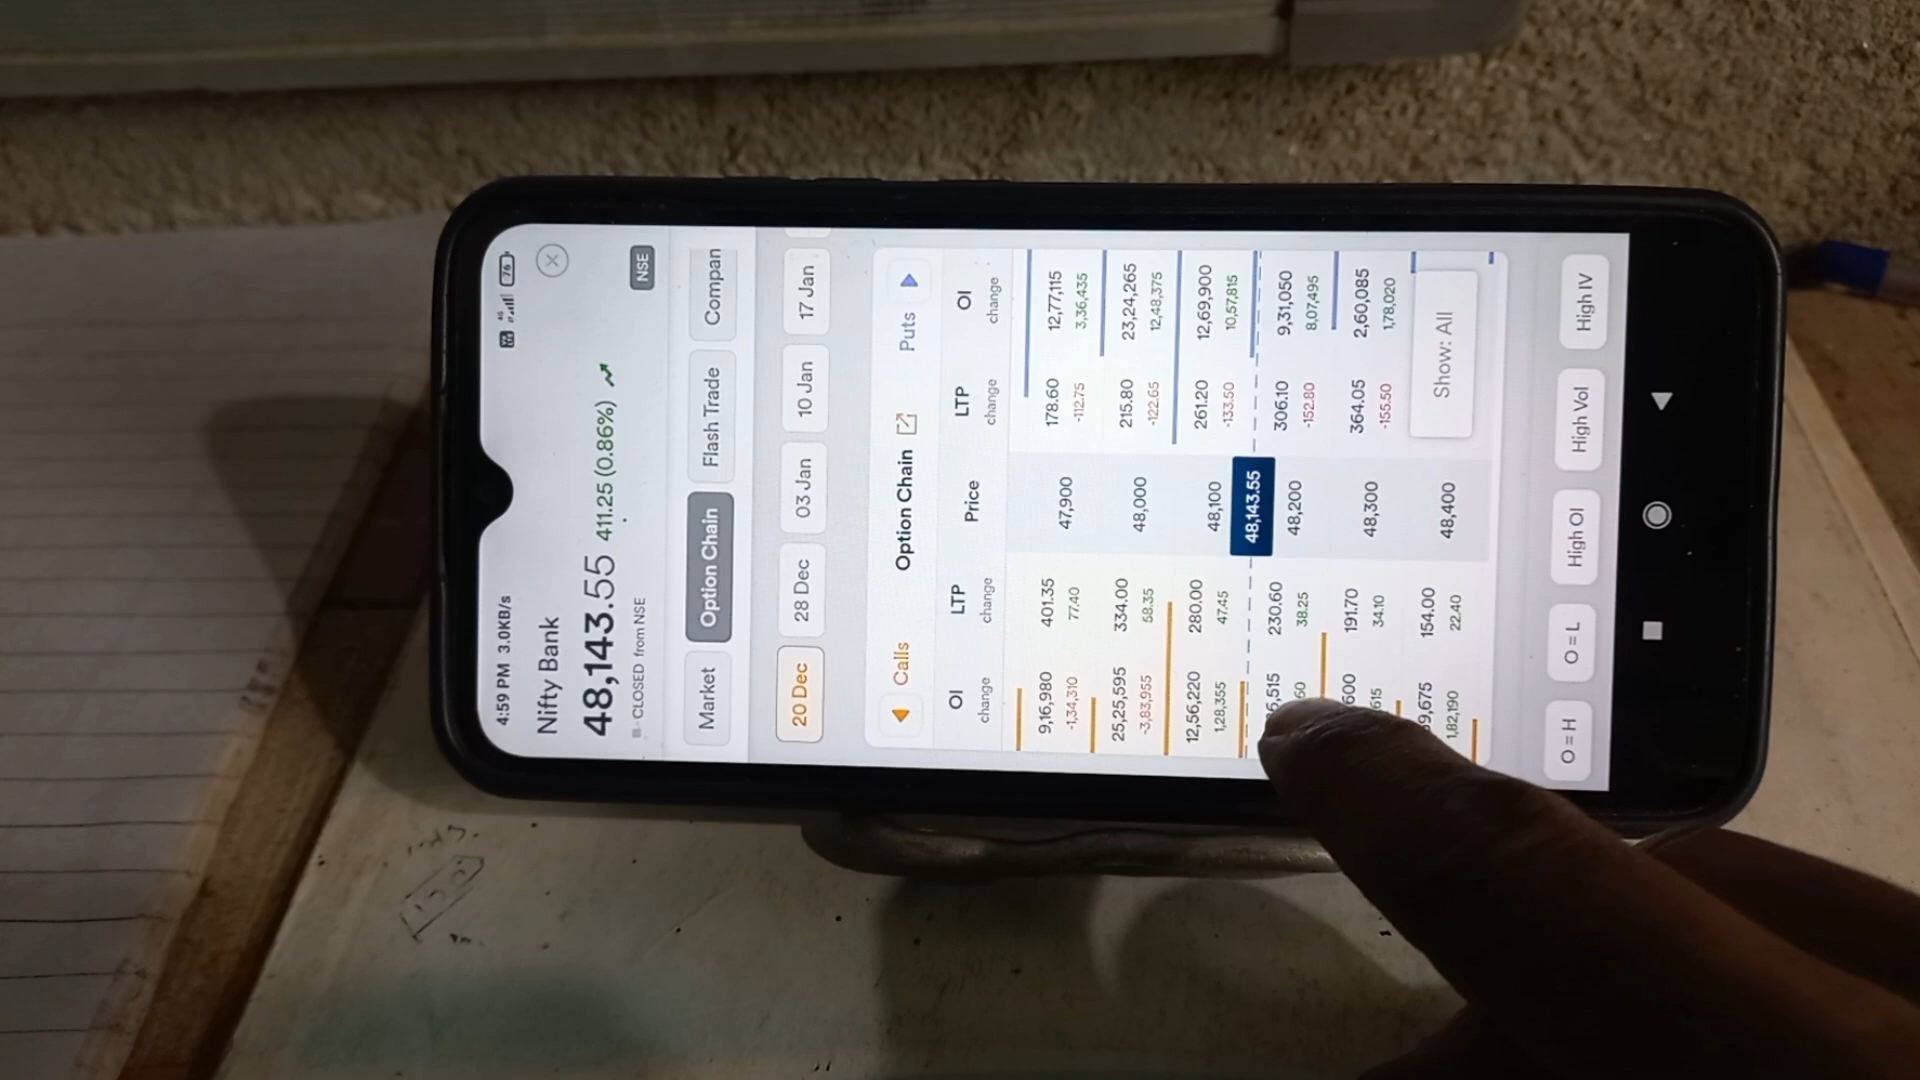 4:59 PM 3.0KB/s 4G 76
Nifty Bank
48,143.55 411.25 (0.86%)
CLOSED from NSE NSE
Market Option Chain Flash Trade Compan
20 Dec 28 Dec 03 Jan 10 Jan 17 Jan
Calls Option Chain Puts
OI LTP Price LTP OI
change change change change
9,16,980 401.35 47,900 178.60 12,77,115
-1,34,310 77.40 -112.75 3,36,435
25,25,595 334.00 48,000 215.80 23,24,265
-3,83,955 58.35 -122.65 12,48,375
12,56,220 280.00 48,100 261.20 12,69,900
1,28,355 47.45 -133.50 10,57,815
48,143.55
230.60 48,200 306.10 9,31,050
38.25 -152.80 8,07,495
191.70 48,300 364.05 2,60,085
34.10 -155.50 1,78,020
154.00 48,400
1,82,190 22.40
Show: All
O = H O = L High OI High Vol High IV